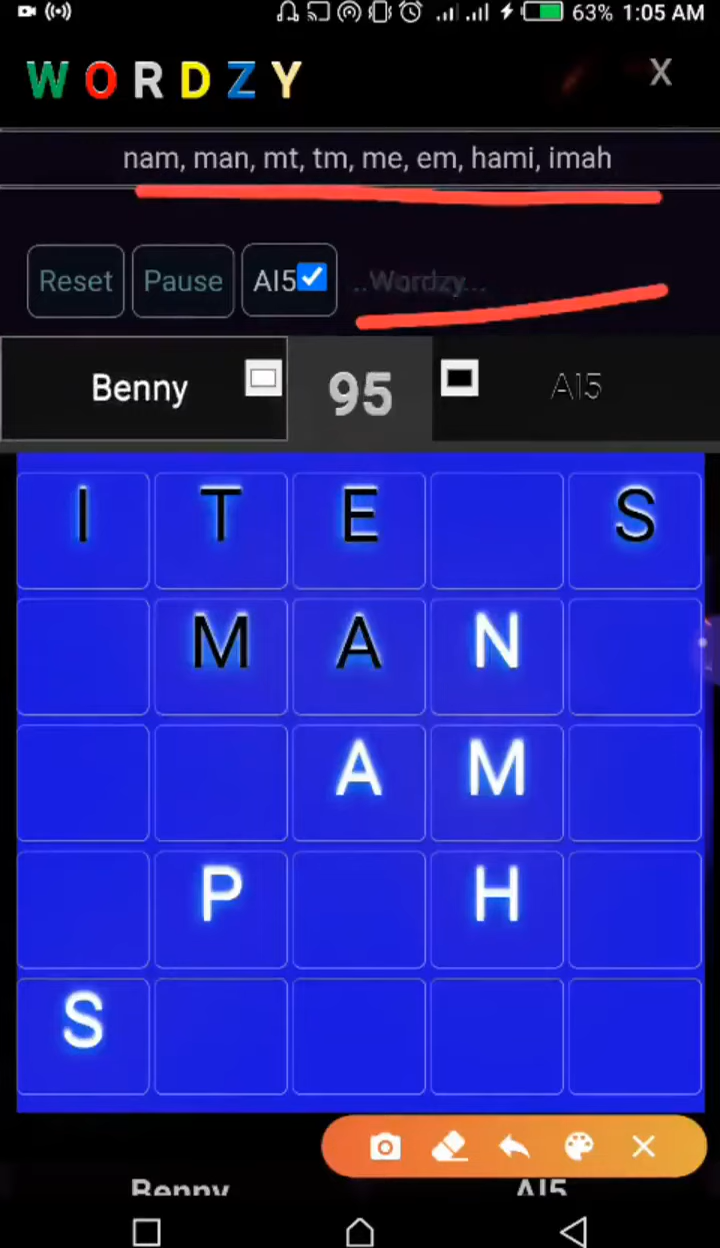 63% 1:05 AM
WORDZY X
nam, man, mt, tm, me, em, hami, imah
Reset Pause AI5 ..Wordzy...
Benny 95 AI5
I T E S
M A N
A M
P H
S
Benny AI5